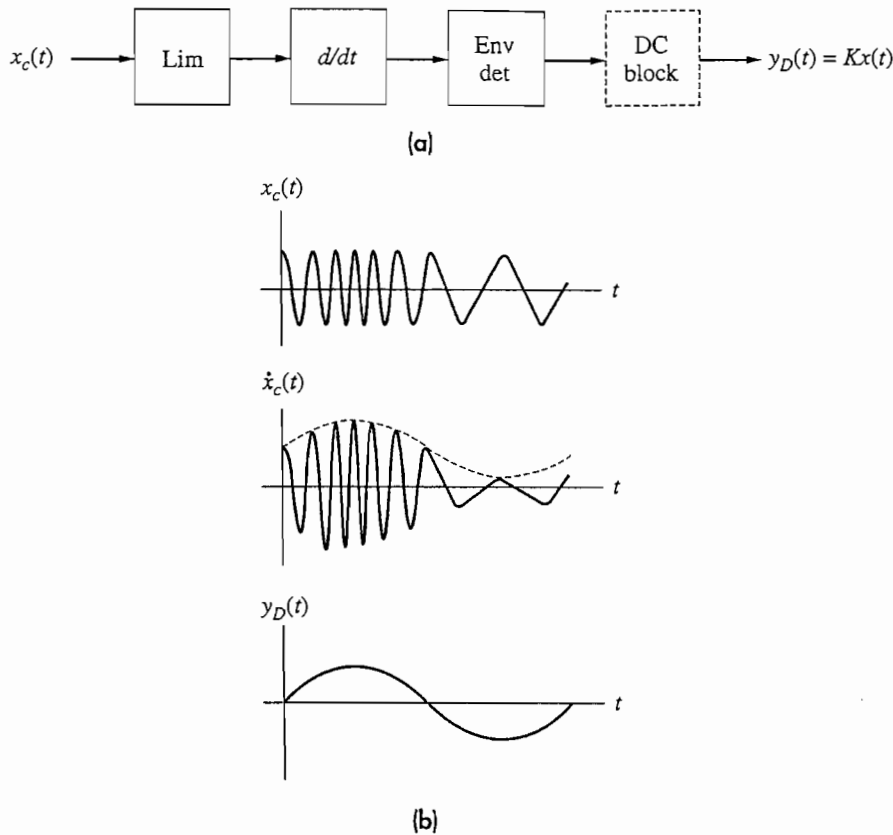 x_c(t) Lim d/dt Env det DC block y_D(t) = Kx(t)
(a)
x_c(t)
t
ẋ_c(t)
t
y_D(t)
t
(b)